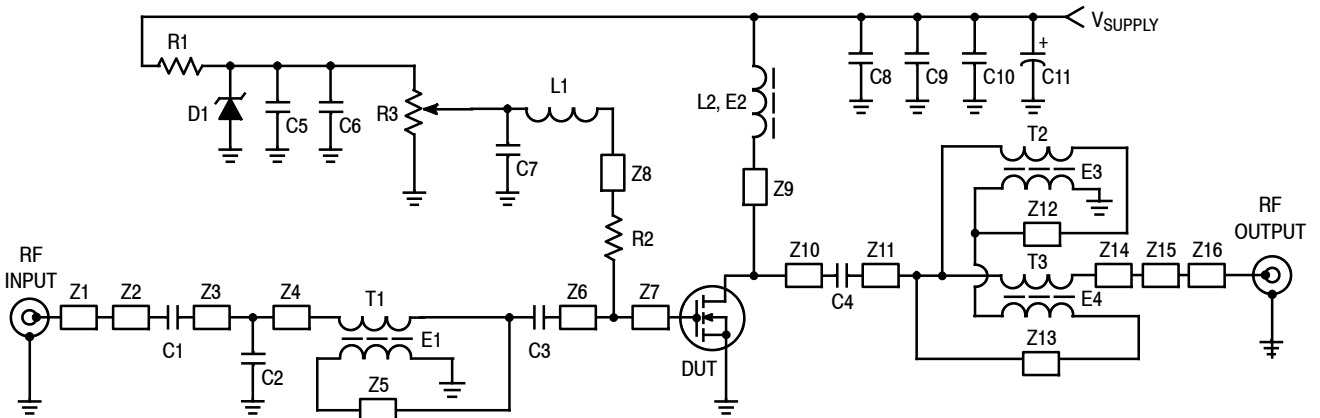 VSUPPLY
R1
L1
+
C8
C9
C10
C11
L2, E2
D1
C5
C6
R3
T2
C7
Z8
Z9
E3
Z12
R2
RF
INPUT
RF
OUTPUT
Z10
Z11
T3
Z14
Z15
Z16
Z1
Z2
Z3
Z4
T1
Z6
Z7
C4
E4
C1
E1
C3
Z13
C2
DUT
Z5